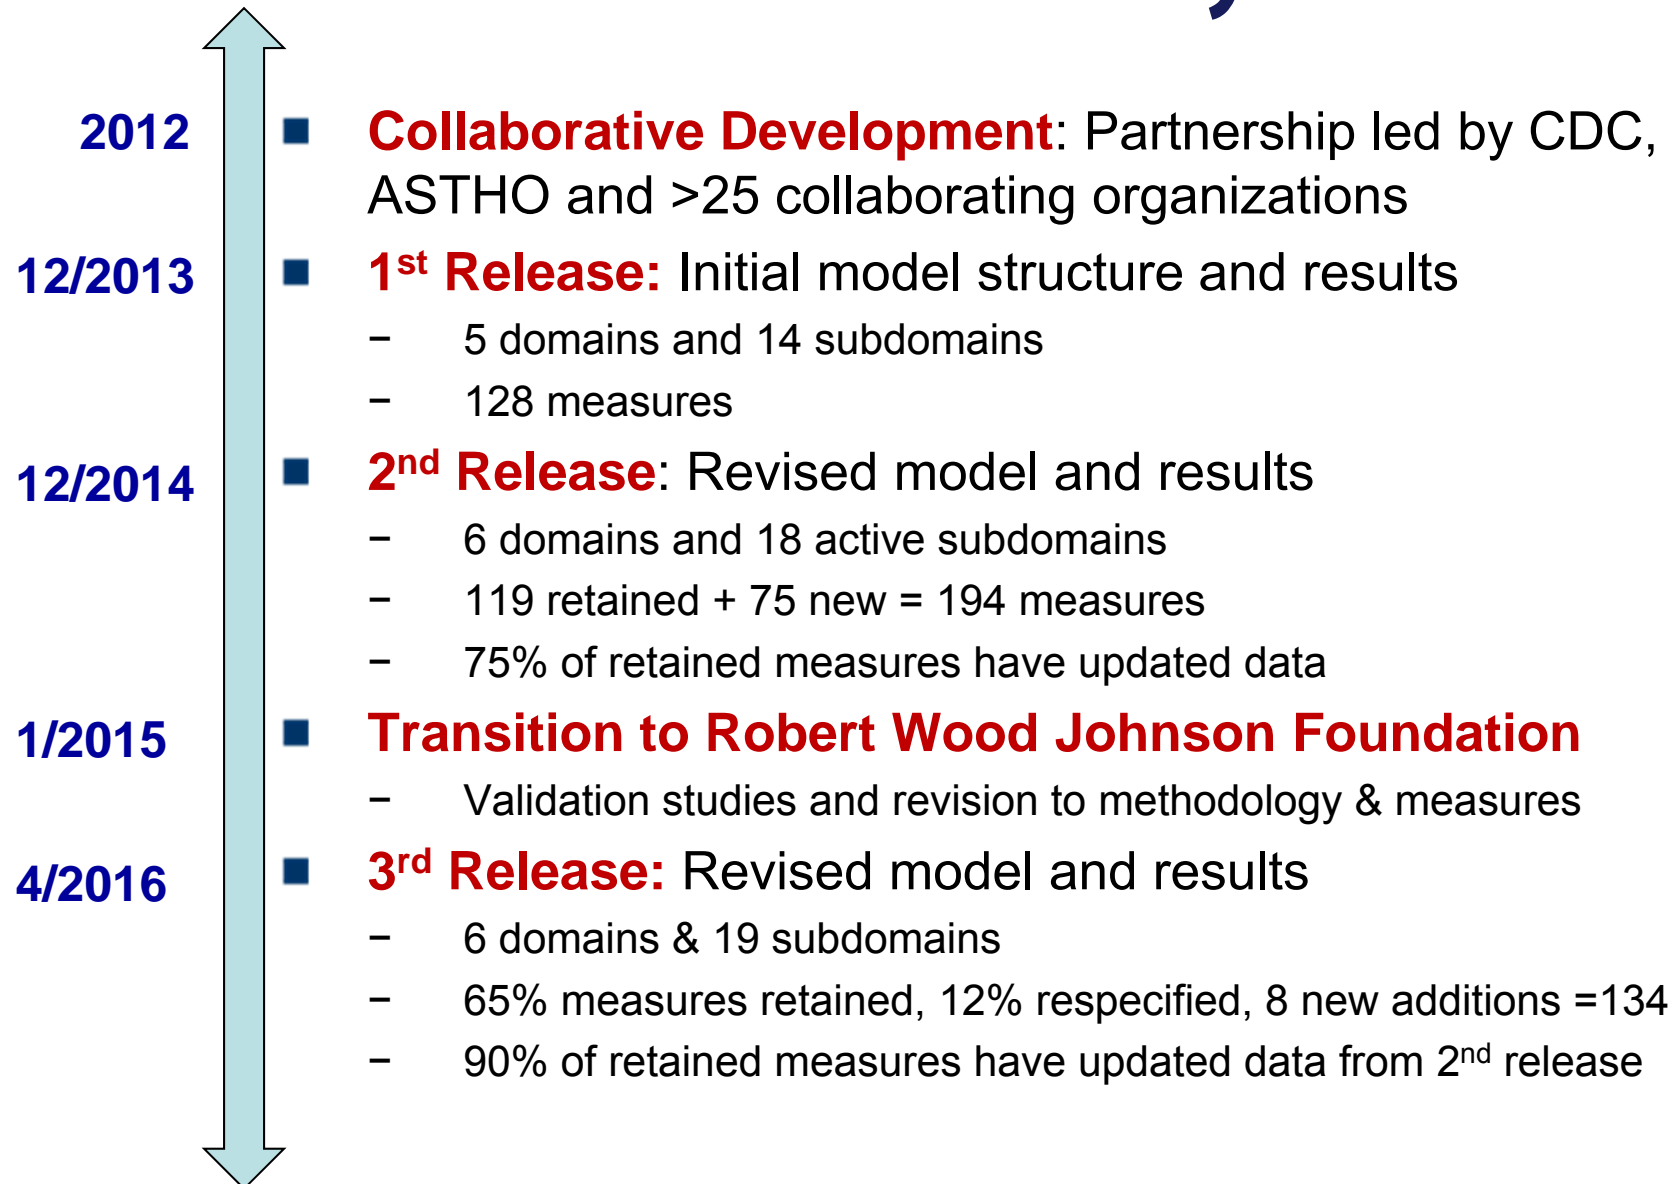 2012 ■ Collaborative Development: Partnership led by CDC,
ASTHO and >25 collaborating organizations
12/2013 ■ 1st Release: Initial model structure and results
− 5 domains and 14 subdomains
− 128 measures
12/2014 ■ 2nd Release: Revised model and results
− 6 domains and 18 active subdomains
− 119 retained + 75 new = 194 measures
− 75% of retained measures have updated data
1/2015 ■ Transition to Robert Wood Johnson Foundation
− Validation studies and revision to methodology & measures
4/2016 ■ 3rd Release: Revised model and results
− 6 domains & 19 subdomains
− 65% measures retained, 12% respecified, 8 new additions =134
− 90% of retained measures have updated data from 2nd release